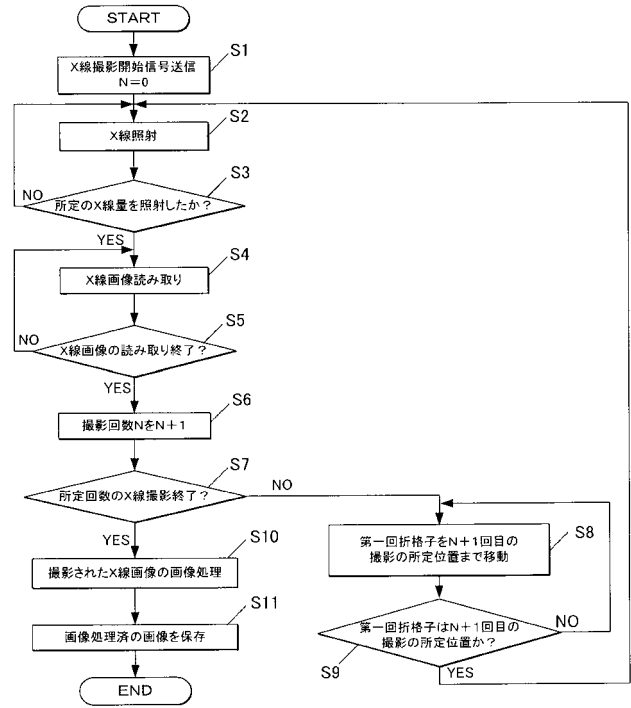 START
S1
X線撮影開始信号送信
N=0
S2
X線照射
S3
NO
所定のX線量を照射したか?
YES
S4
X線画像読み取り
S5
NO
X線画像の読み取り終了?
YES
S6
撮影回数NをN+1
S7
所定回数のX線撮影終了?
NO
YES
S8
第一回折格子をN+1回目の
撮影の所定位置まで移動
S10
撮影されたX線画像の画像処理
S11
画像処理済の画像を保存
第一回折格子はN+1回目の
撮影の所定位置か?
NO
S9
YES
END